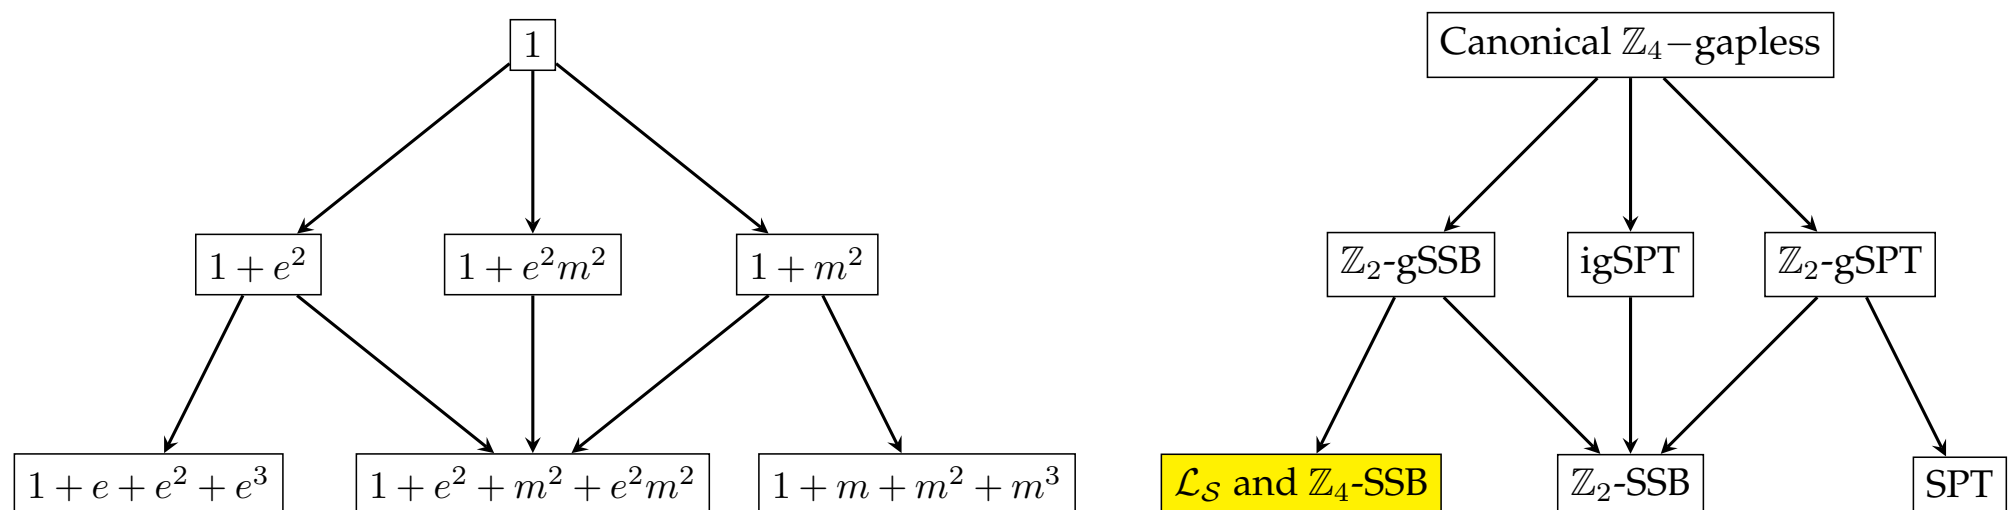 1
Canonical ℤ₄−gapless
1 + e²
1 + e²m²
1 + m²
ℤ₂-gSSB
igSPT
ℤ₂-gSPT
1 + e + e² + e³
1 + e² + m² + e²m²
1 + m + m² + m³
ℒ_𝒮 and ℤ₄-SSB
ℤ₂-SSB
SPT